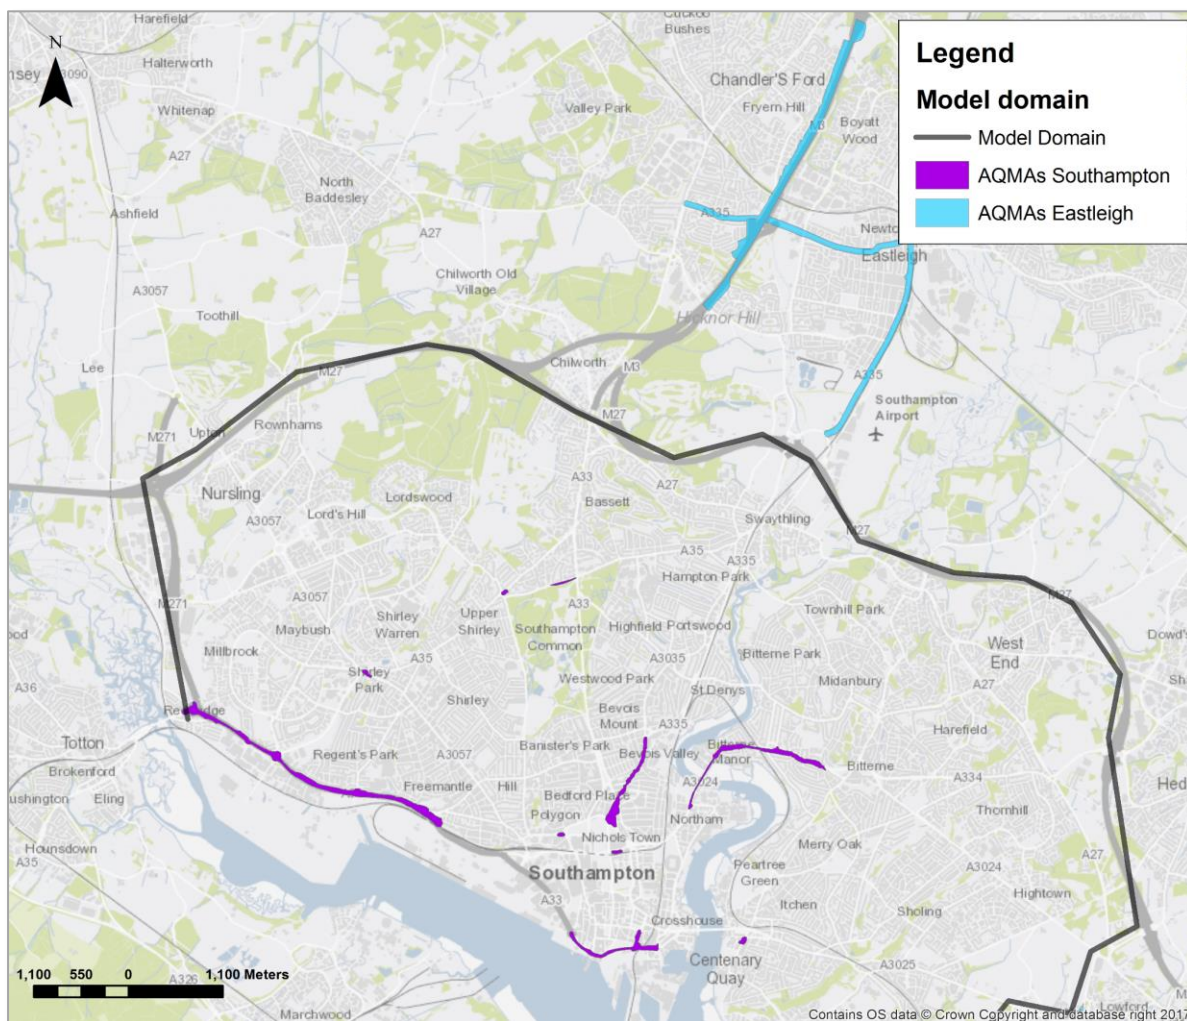 Harefield
Cuckoo
Bushes
Legend
Model domain
Model Domain
AQMAs Southampton
AQMAs Eastleigh
N
A3090
Halterworth
Chandler'S Ford
Whitenap
Valley Park
Fryern Hill
M3
Boyatt
Wood
A27
North
Baddesley
Ashfield
A335
Eastleigh
A27
Chilworth Old
Village
A3057
Toothill
Hicknor Hill
Lee
M27
Chilworth
M3
A335
Southampton
Airport
M271
Upton
Rownhams
M27
Nursling
Lordswood
A33
Bassett
A27
A3057
Lord's Hill
Swaythling
M27
A35
A335
Hampton Park
M271
A3057
Maybush
Shirley
Warren
Upper
Shirley
A33
Southampton
Common
Highfield
Portswood
Townhill Park
M27
West
End
Millbrook
A35
A3035
Bitterne Park
A36
Shirley
Park
Shirley
Westwood Park
St Denys
Midanbury
A27
Redbridge
Bevois
Mount
A335
Harefield
Totton
Regent's Park
A3057
Banister's Park
Bevois Valley
Bitterne
Manor
Bitterne
A334
Brokenford
Eling
Freemantle
Hill
Bedford Place
A3024
Polygon
Northam
Thornhill
Hounsdown
Nichols Town
Merry Oak
A35
Southampton
Peartree
Green
A3024
A27
Hightown
A33
Itchen
Sholing
Crosshouse
Centenary
Quay
A3025
A326
1,100 550 0 1,100 Meters
Marchwood
Lowford
Contains OS data © Crown Copyright and database right 2017